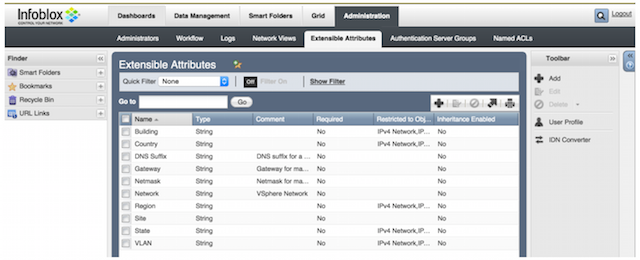 Infoblox
CONTROL YOUR NETWORK
Dashboards Data Management Smart Folders Grid Administration
Logout
Administrators Workflow Logs Network Views Extensible Attributes Authentication Server Groups Named ACLs
Finder
Smart Folders
Bookmarks
Recycle Bin
URL Links
Extensible Attributes
Quick Filter None Off Filter On Show Filter
Go to Go
Name Type Comment Required Restricted to Obj... Inheritance Enabled
Building String No IPv4 Network,IP... No
Country String No IPv4 Network,IP... No
DNS Suffix String DNS suffix for a ... No No
Gateway String Gateway for ma... No No
Netmask String Netmask for ma... No No
Network String VSphere Network No No
Region String No IPv4 Network,IP... No
Site String No No
State String No IPv4 Network,IP... No
VLAN String No IPv4 Network,IP... No
Toolbar
Add
Edit
Delete
User Profile
IDN Converter